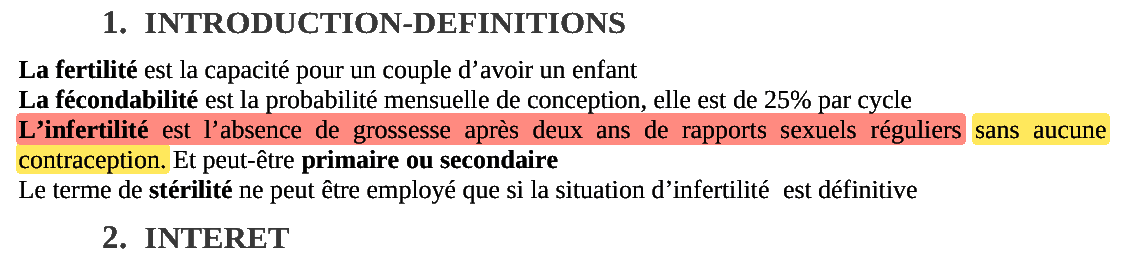 1. INTRODUCTION-DEFINITIONS
La fertilité est la capacité pour un couple d’avoir un enfant
La fécondabilité est la probabilité mensuelle de conception, elle est de 25% par cycle
L’infertilité est l’absence de grossesse après deux ans de rapports sexuels réguliers sans aucune
contraception. Et peut-être primaire ou secondaire
Le terme de stérilité ne peut être employé que si la situation d’infertilité est définitive
2. INTERET